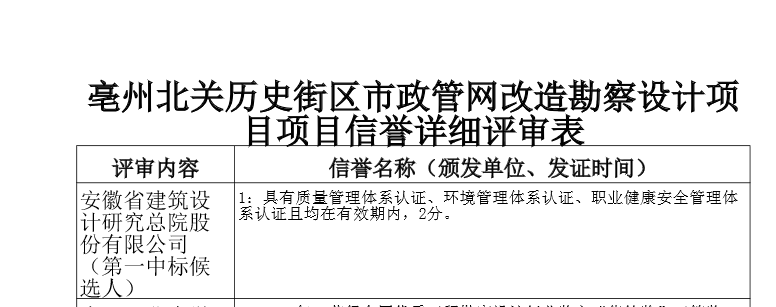 亳州北关历史街区市政管网改造勘察设计项
目项目信誉详细评审表
评审内容
信誉名称（颁发单位、发证时间）
安徽省建筑设
计研究总院股
份有限公司
（第一中标候
选人）
1：具有质量管理体系认证、环境管理体系认证、职业健康安全管理体
系认证且均在有效期内，2分。